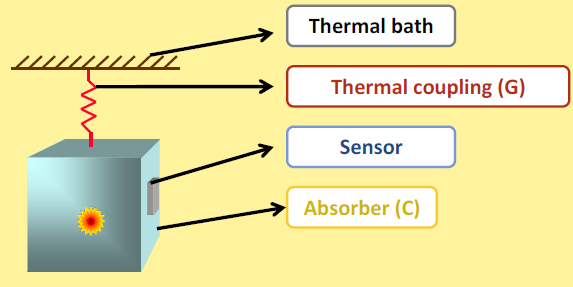 Thermal bath
Thermal coupling (G)
Sensor
Absorber (C)